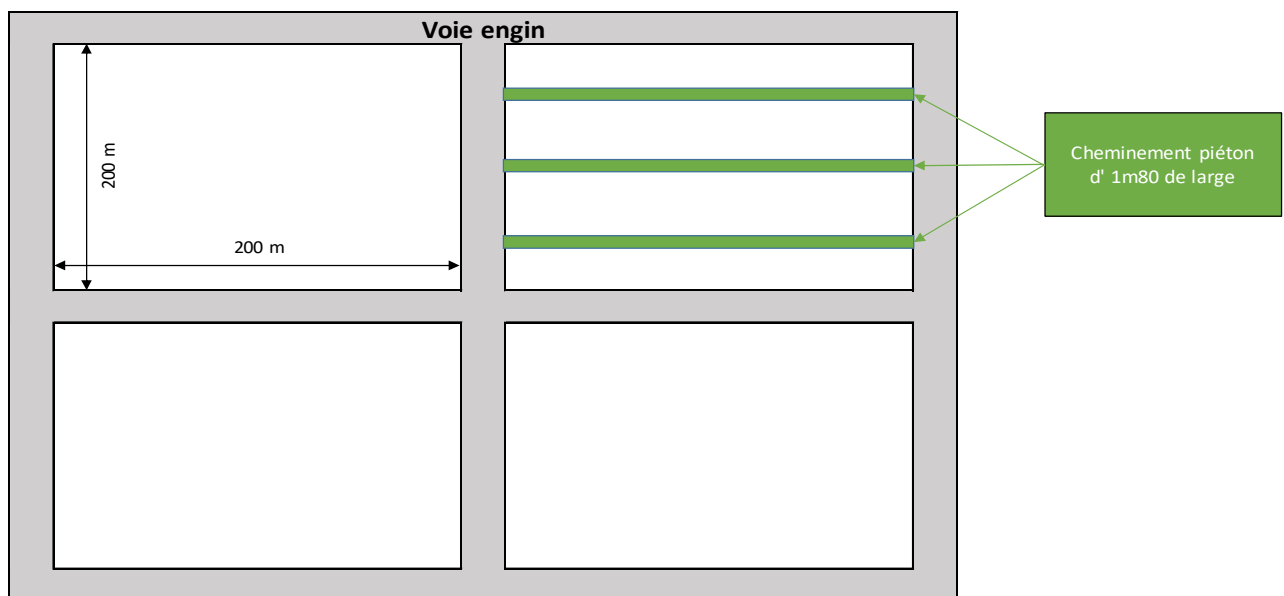 Voie engin
200 m
200 m
Cheminement piéton
d' 1m80 de large